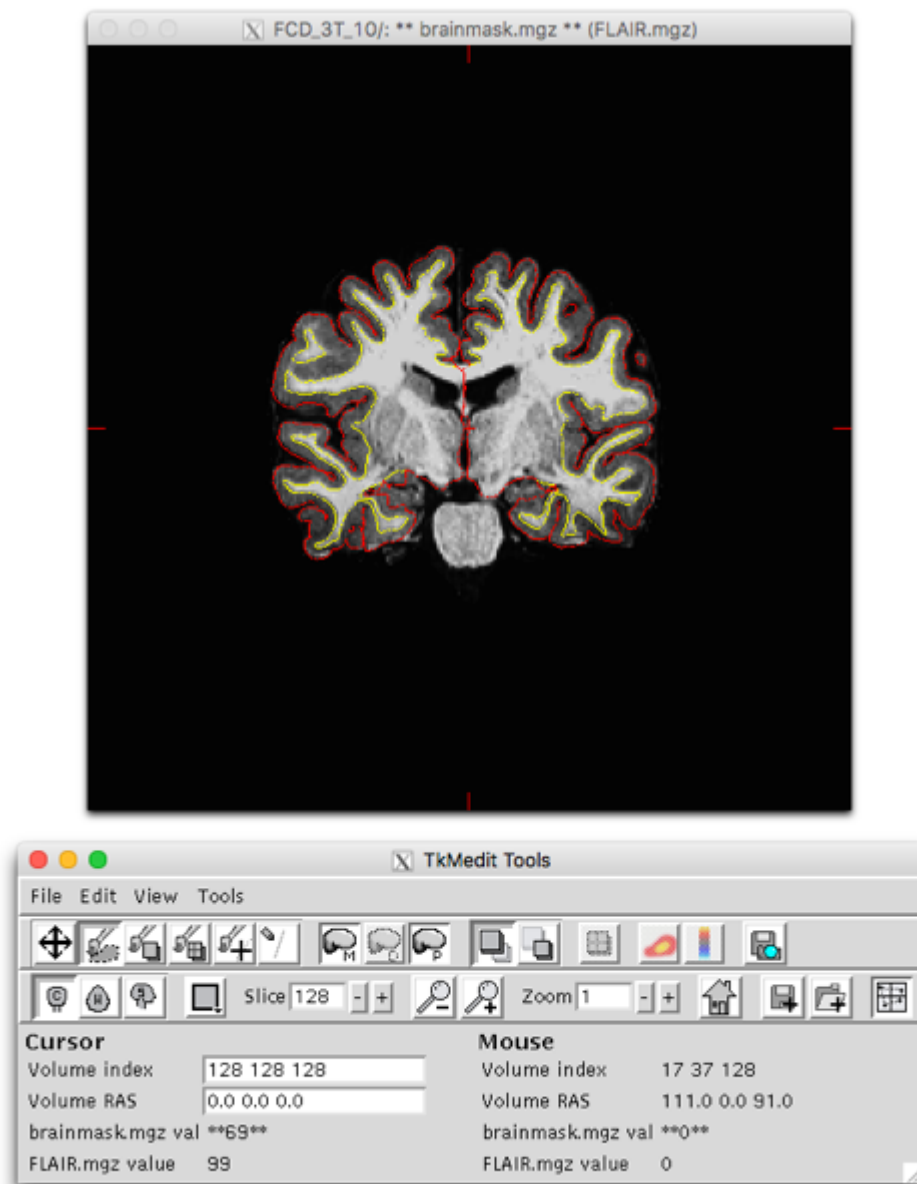 FCD_3T_10/: ** brainmask.mgz ** (FLAIR.mgz)
TkMedit Tools
File Edit View Tools
M P
C H Slice 128 - + Zoom 1 - +
Cursor Mouse
Volume index 128 128 128 Volume index 17 37 128
Volume RAS 0.0 0.0 0.0 Volume RAS 111.0 0.0 91.0
brainmask.mgz val **69** brainmask.mgz val **0**
FLAIR.mgz value 99 FLAIR.mgz value 0